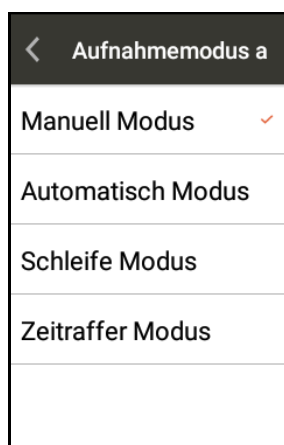 Aufnahmemodus a
Manuell Modus
Automatisch Modus
Schleife Modus
Zeitraffer Modus